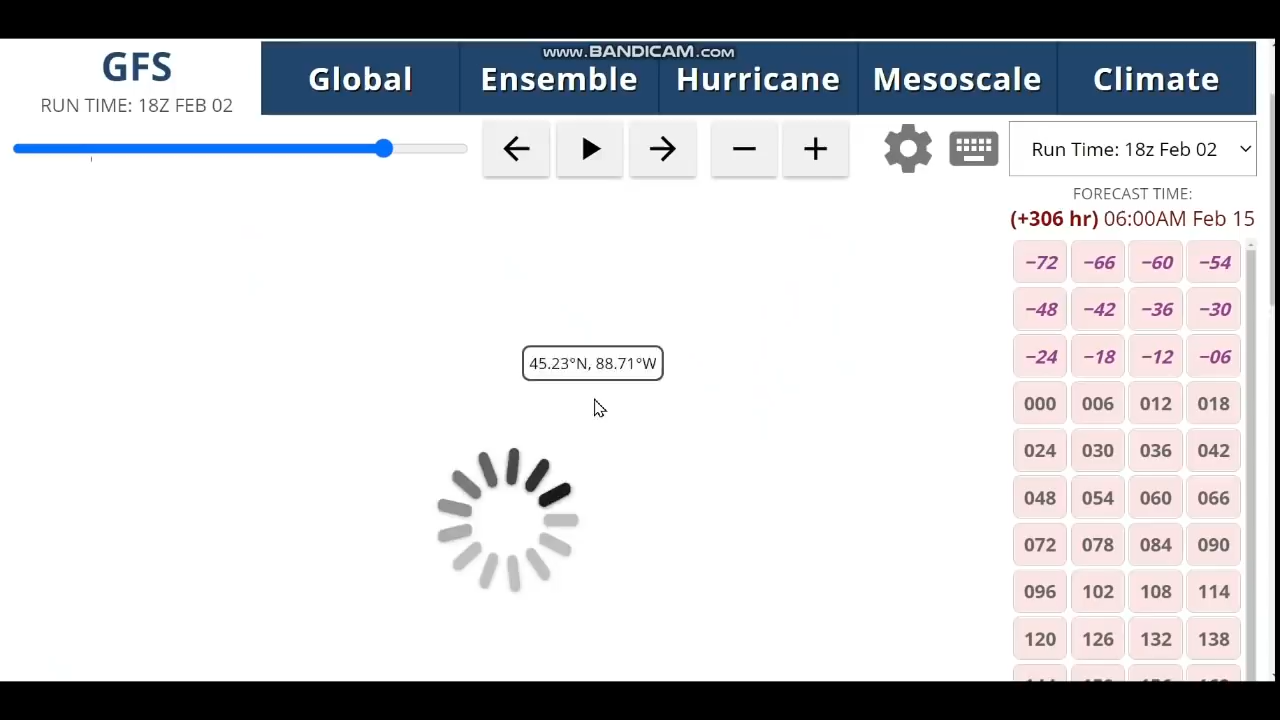 www.BANDICAM.com
GFS
RUN TIME: 18Z FEB 02
Global
Ensemble
Hurricane
Mesoscale
Climate
Run Time: 18z Feb 02
FORECAST TIME:
(+306 hr) 06:00AM Feb 15
45.23°N, 88.71°W
−72 −66 −60 −54
−48 −42 −36 −30
−24 −18 −12 −06
000 006 012 018
024 030 036 042
048 054 060 066
072 078 084 090
096 102 108 114
120 126 132 138